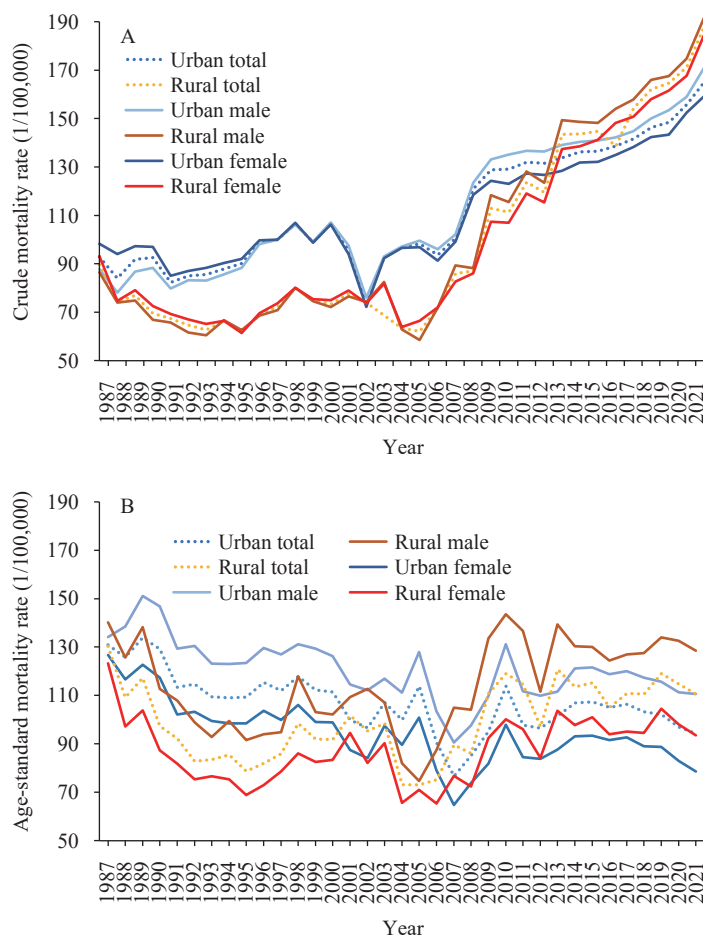 A
Urban total
Rural total
Urban male
Rural male
Urban female
Rural female
Crude mortality rate (1/100,000)
190
170
150
130
110
90
70
50
1987 1988 1989 1990 1991 1992 1993 1994 1995 1996 1997 1998 1999 2000 2001 2002 2003 2004 2005 2006 2007 2008 2009 2010 2011 2012 2013 2014 2015 2016 2017 2018 2019 2020 2021
Year
B
Urban total Rural male
Rural total Urban female
Urban male Rural female
Age-standard mortality rate (1/100,000)
190
170
150
130
110
90
70
50
1987 1988 1989 1990 1991 1992 1993 1994 1995 1996 1997 1998 1999 2000 2001 2002 2003 2004 2005 2006 2007 2008 2009 2010 2011 2012 2013 2014 2015 2016 2017 2018 2019 2020 2021
Year